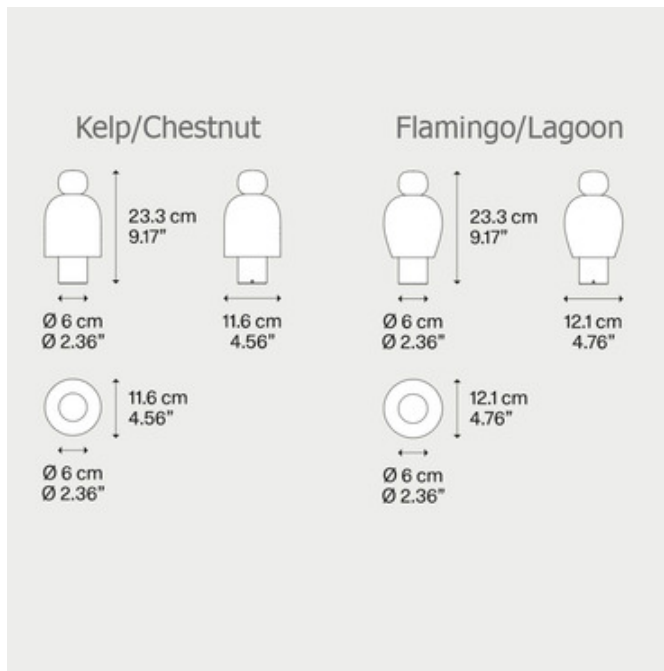 Kelp/Chestnut
23.3 cm
9.17”
Ø 6 cm
Ø 2.36”
11.6 cm
4.56”
11.6 cm
4.56”
Ø 6 cm
Ø 2.36”
Flamingo/Lagoon
23.3 cm
9.17”
Ø 6 cm
Ø 2.36”
12.1 cm
4.76”
12.1 cm
4.76”
Ø 6 cm
Ø 2.36”